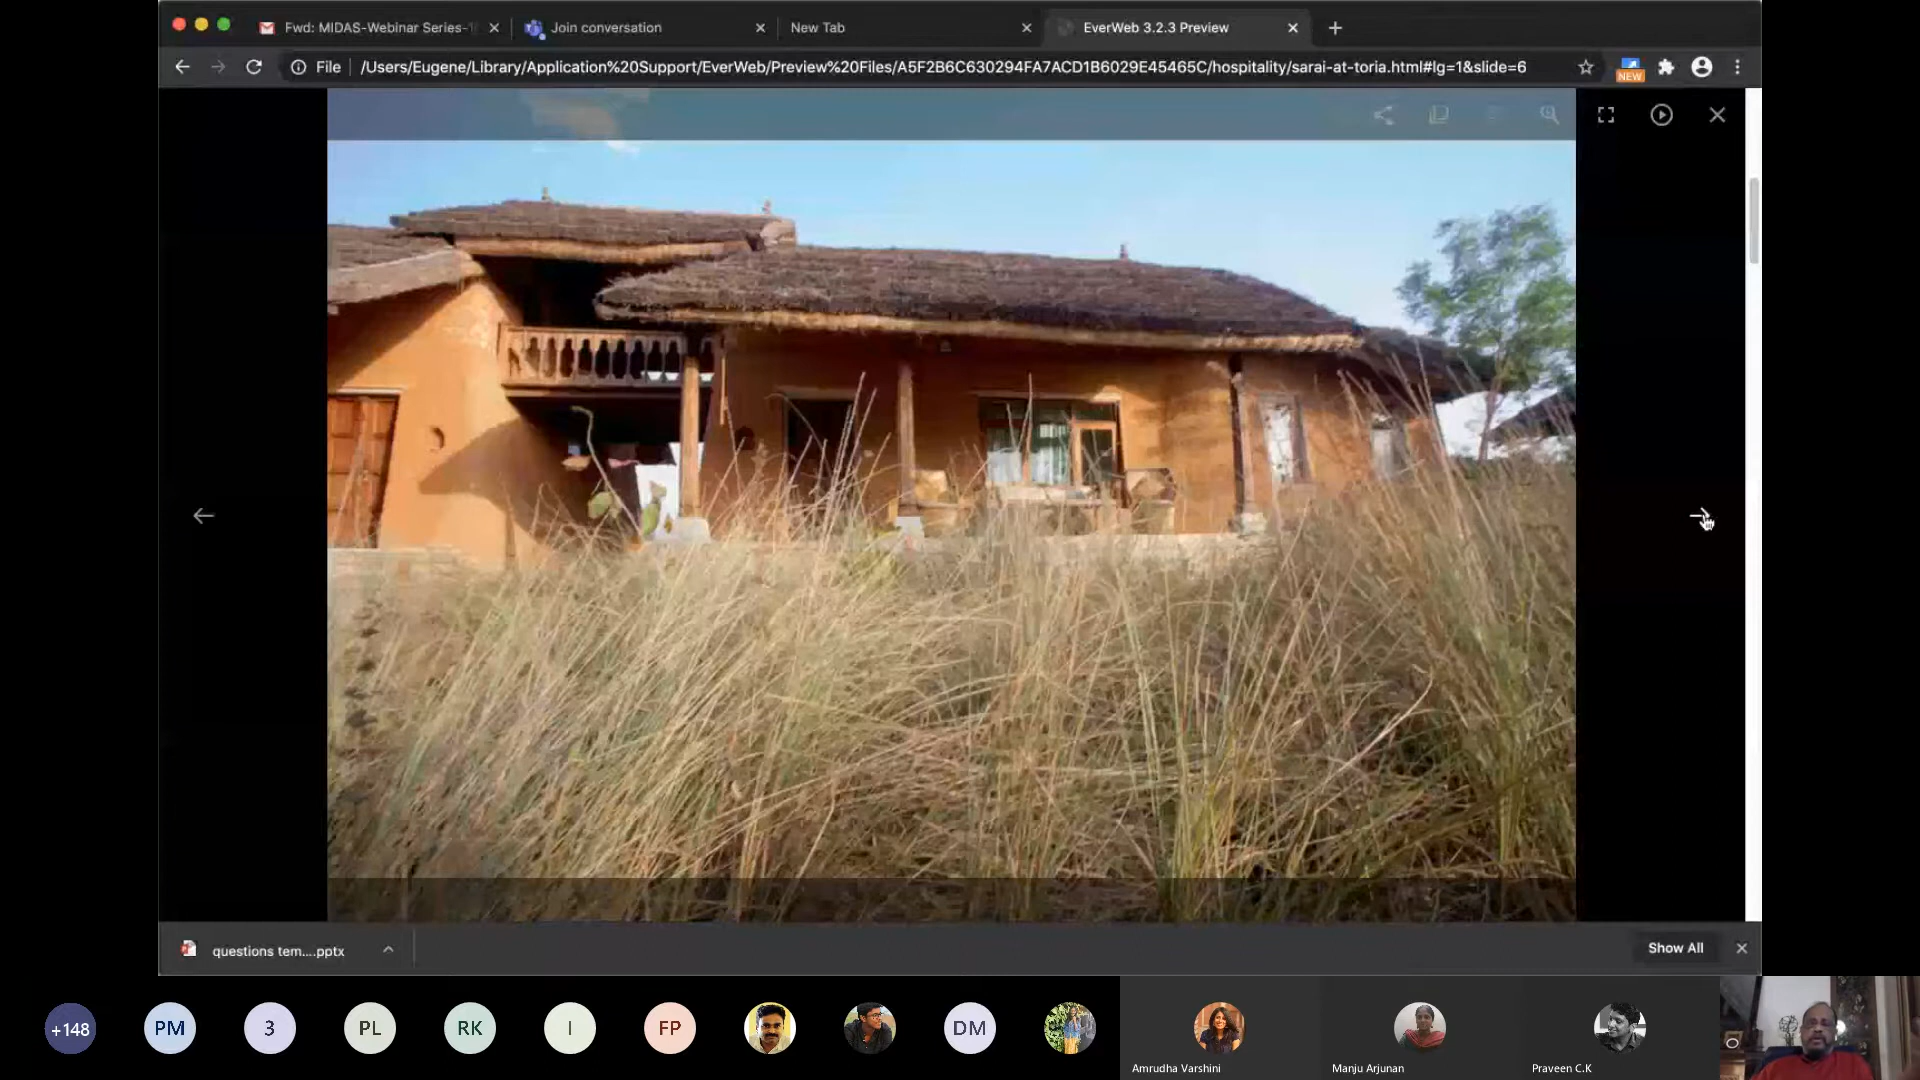 Fwd: MIDAS-Webinar Series-1
Join conversation
New Tab
EverWeb 3.2.3 Preview
File
/Users/Eugene/Library/Application%20Support/EverWeb/Preview%20Files/A5F2B6C630294FA7ACD1B6029E45465C/hospitality/sarai-at-toria.html#lg=1&slide=6
NEW
questions tem....pptx
Show All
+148
PM
3
PL
RK
I
FP
DM
Amrudha Varshini
Manju Arjunan
Praveen C.K